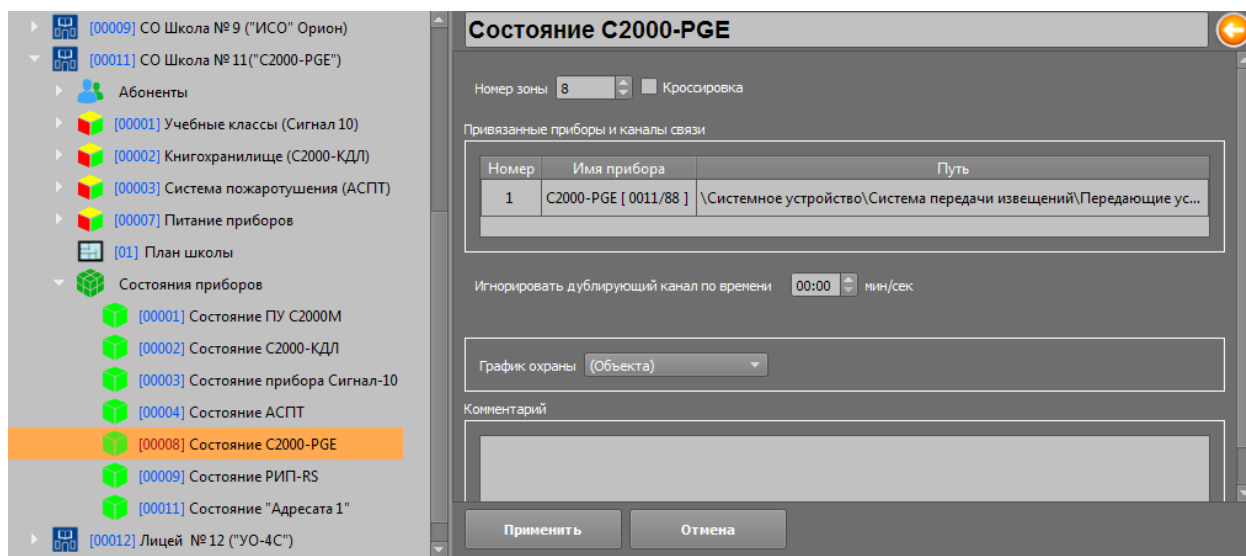 [00009] СО Школа № 9 ("ИСО" Орион)
[00011] СО Школа № 11("С2000-PGE")
Абоненты
[00001] Учебные классы (Сигнал 10)
[00002] Книгохранилище (С2000-КДЛ)
[00003] Система пожаротушения (АСПТ)
[00007] Питание приборов
[01] План школы
Состояния приборов
[00001] Состояние ПУ С2000М
[00002] Состояние С2000-КДЛ
[00003] Состояние прибора Сигнал-10
[00004] Состояние АСПТ
[00008] Состояние С2000-PGE
[00009] Состояние РИП-RS
[00011] Состояние "Адресата 1"
[00012] Лицей № 12 ("УО-4С")
Состояние С2000-PGE
Номер зоны 8 Кроссировка
Привязанные приборы и каналы связи
Номер Имя прибора Путь
1 С2000-PGE [ 0011/88 ] \Системное устройство\Система передачи извещений\Передающие ус...
Игнорировать дублирующий канал по времени 00:00 мин/сек
График охраны (Объекта)
Комментарий
Применить Отмена